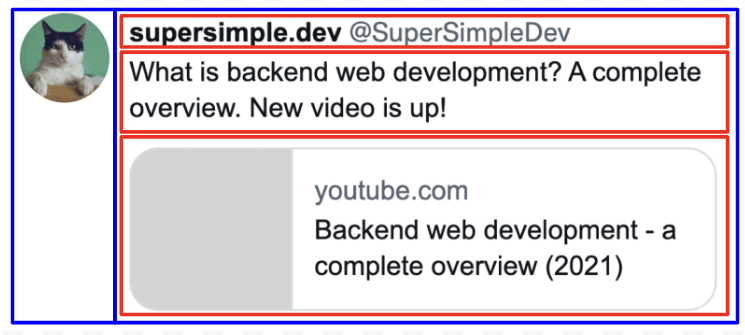 supersimple.dev @SuperSimpleDev
What is backend web development? A complete
overview. New video is up!
youtube.com
Backend web development - a
complete overview (2021)